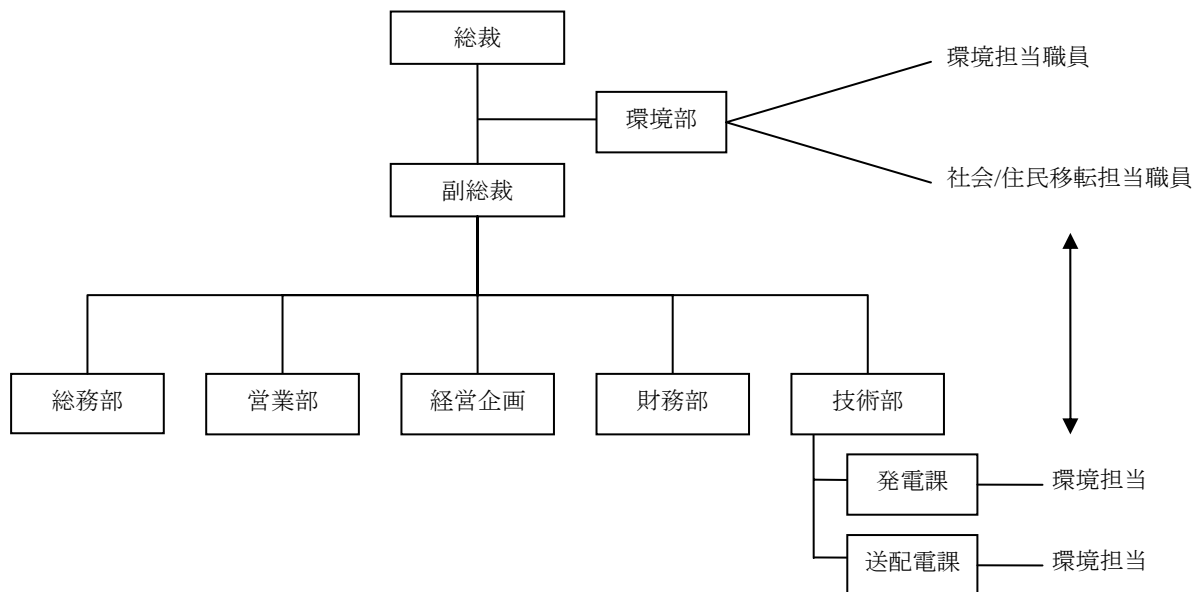 総裁
環境担当職員
環境部
社会/住民移転担当職員
副総裁
総務部
営業部
経営企画
財務部
技術部
発電課
環境担当
送配電課
環境担当